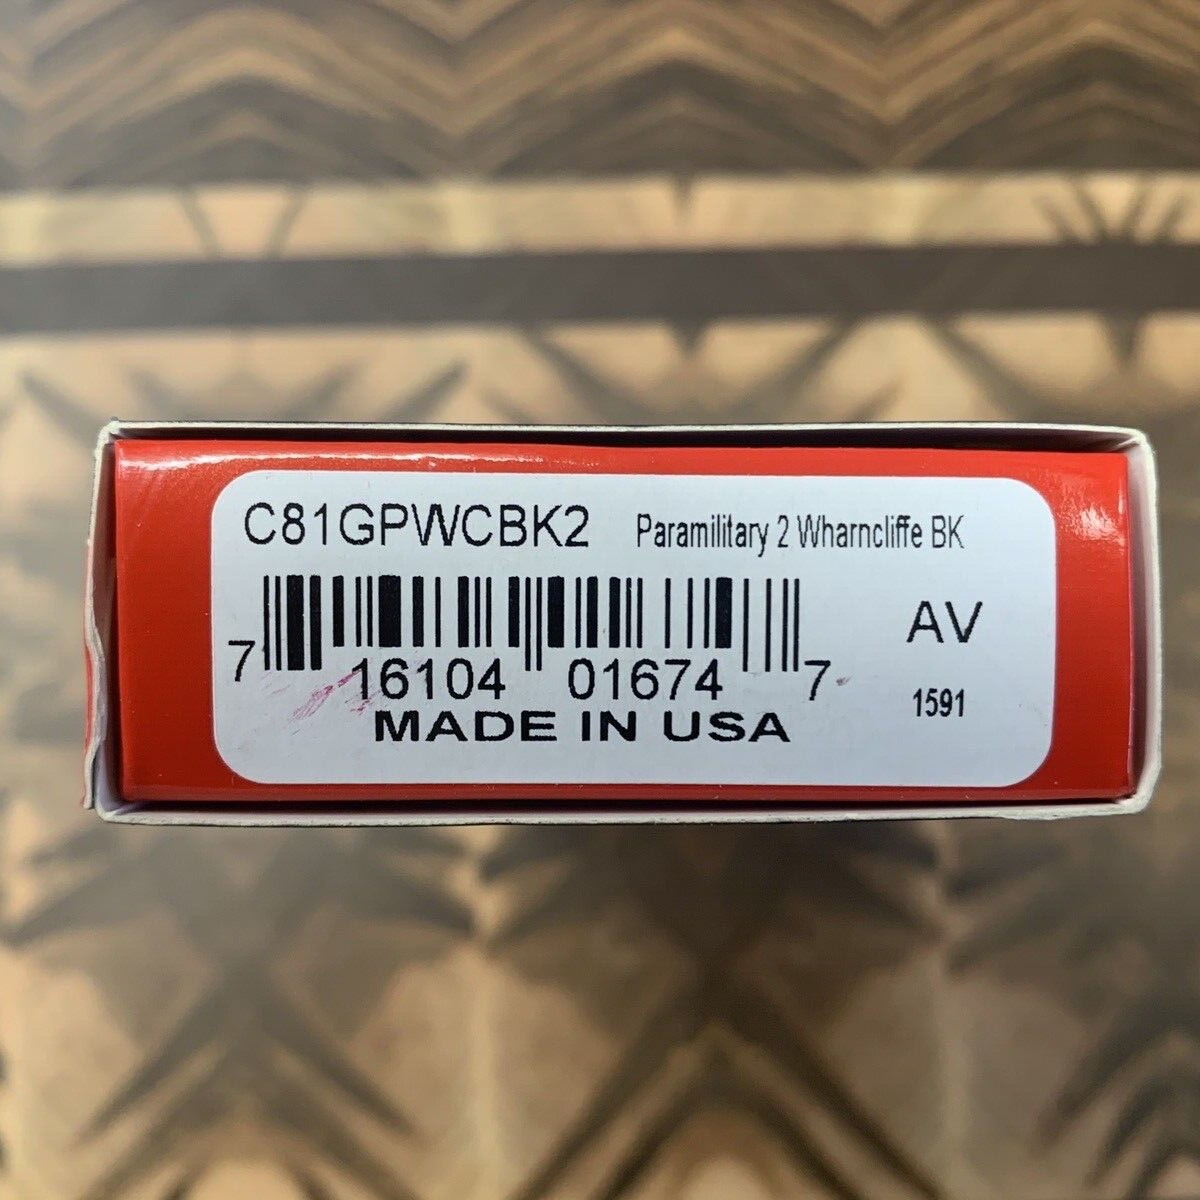 C81GPWCBK2 Paramilitary 2 Wharncliffe BK
AV
7 16104 01674 7
1591
MADE IN USA